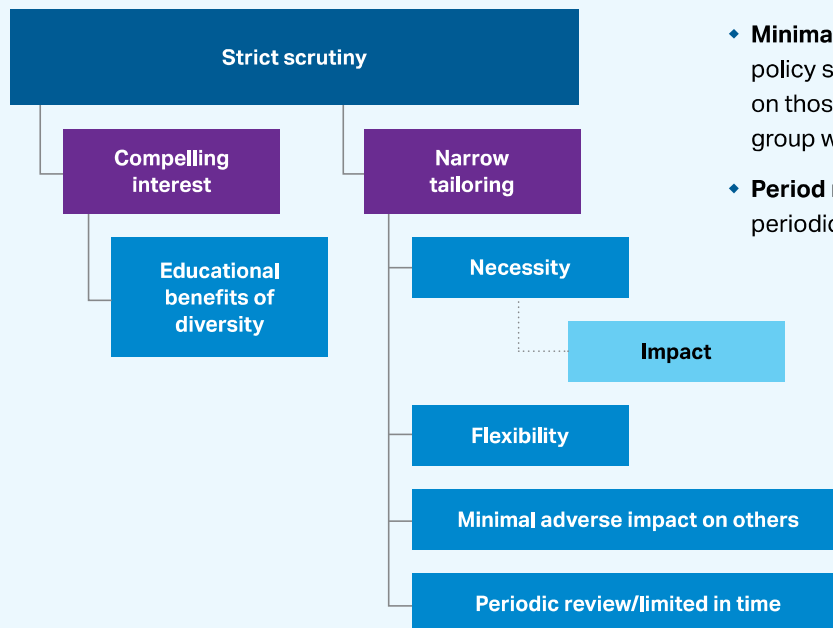 Strict scrutiny
Compelling
interest
Narrow
tailoring
Educational
benefits of
diversity
Necessity
Impact
Flexibility
Minimal adverse impact on others
Periodic review/limited in time
◆ Minima
policy s
on thos
group w
◆ Period
periodic